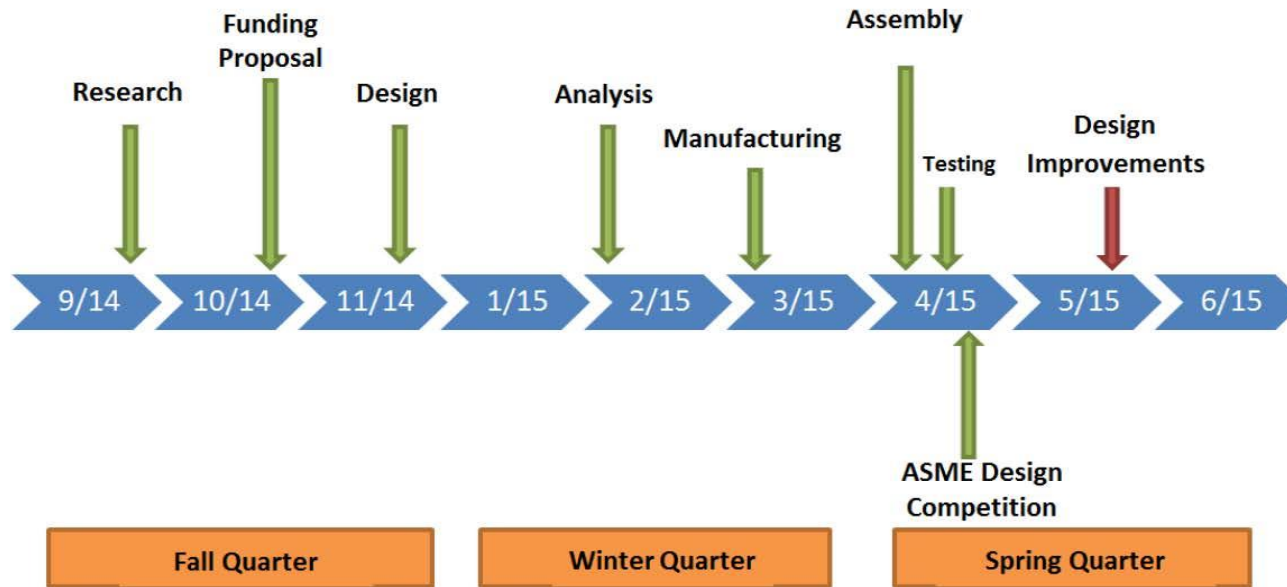 Research
Funding
Proposal
Design
Analysis
Manufacturing
Assembly
Testing
Design
Improvements
9/14
10/14
11/14
1/15
2/15
3/15
4/15
5/15
6/15
ASME Design
Competition
Fall Quarter
Winter Quarter
Spring Quarter